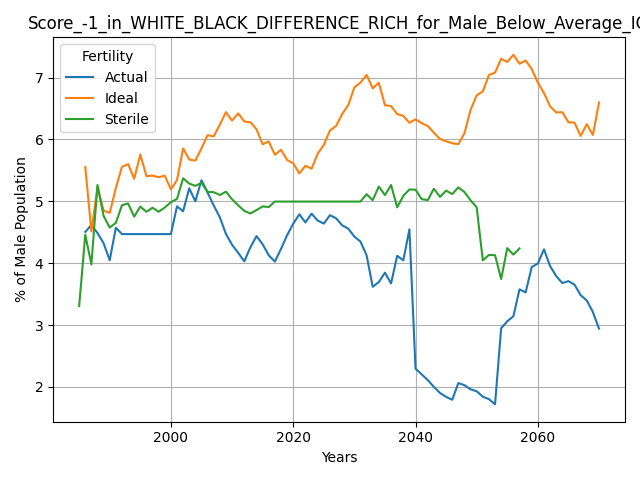 Score_-1_in_WHITE_BLACK_DIFFERENCE_RICH_for_Male_Below_Average_IQ
Fertility
Actual
Ideal
Sterile
% of Male Population
7
6
5
4
3
2
2000
2020
2040
2060
Years